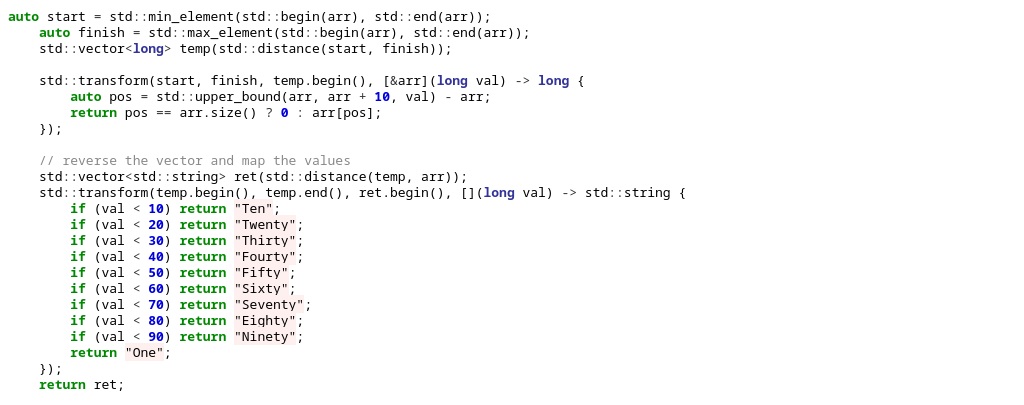 auto start = std::min_element(std::begin(arr), std::end(arr));
    auto finish = std::max_element(std::begin(arr), std::end(arr));
    std::vector<long> temp(std::distance(start, finish));

    std::transform(start, finish, temp.begin(), [&arr](long val) -> long {
        auto pos = std::upper_bound(arr, arr + 10, val) - arr;
        return pos == arr.size() ? 0 : arr[pos];
    });

    // reverse the vector and map the values
    std::vector<std::string> ret(std::distance(temp, arr));
    std::transform(temp.begin(), temp.end(), ret.begin(), [](long val) -> std::string {
        if (val < 10) return "Ten";
        if (val < 20) return "Twenty";
        if (val < 30) return "Thirty";
        if (val < 40) return "Fourty";
        if (val < 50) return "Fifty";
        if (val < 60) return "Sixty";
        if (val < 70) return "Seventy";
        if (val < 80) return "Eighty";
        if (val < 90) return "Ninety";
        return "One";
    });
    return ret;